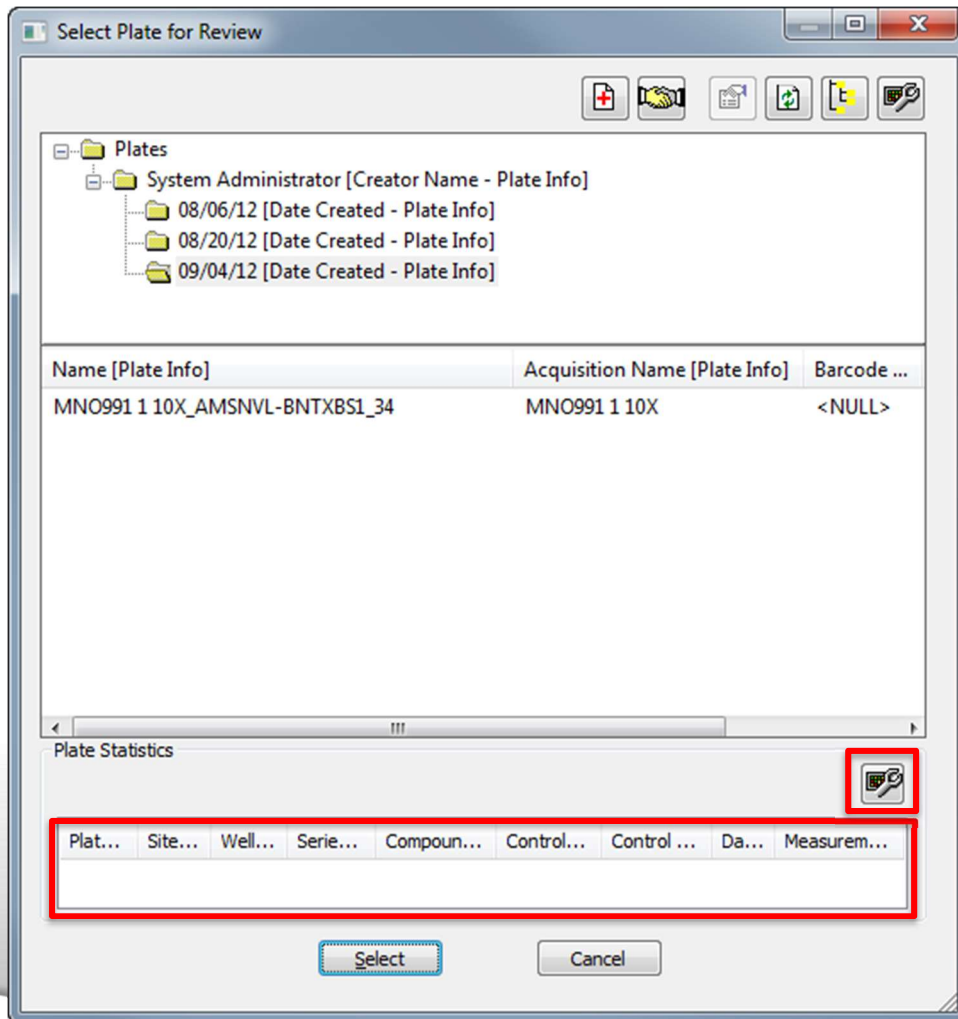 Select Plate for Review
Plates
System Administrator [Creator Name - Plate Info]
08/06/12 [Date Created - Plate Info]
08/20/12 [Date Created - Plate Info]
09/04/12 [Date Created - Plate Info]
Name [Plate Info] Acquisition Name [Plate Info] Barcode ...
MNO991 1 10X_AMSNVL-BNTXBS1_34 MNO991 1 10X <NULL>
Plate Statistics
Plat... Site... Well... Serie... Compoun... Control... Control ... Da... Measurem...
Select Cancel